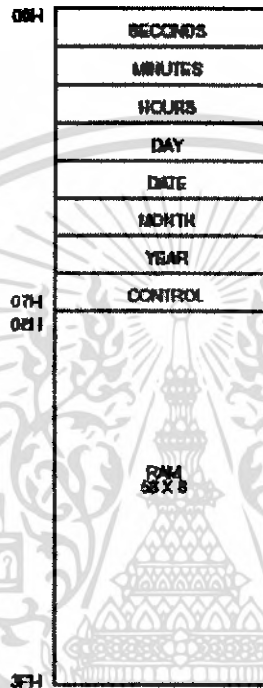 00H
SECONDS
MINUTES
HOURS
DAY
DATE
MONTH
YEAR
07H
CONTROL
08H
RAM
56 X 8
3FH